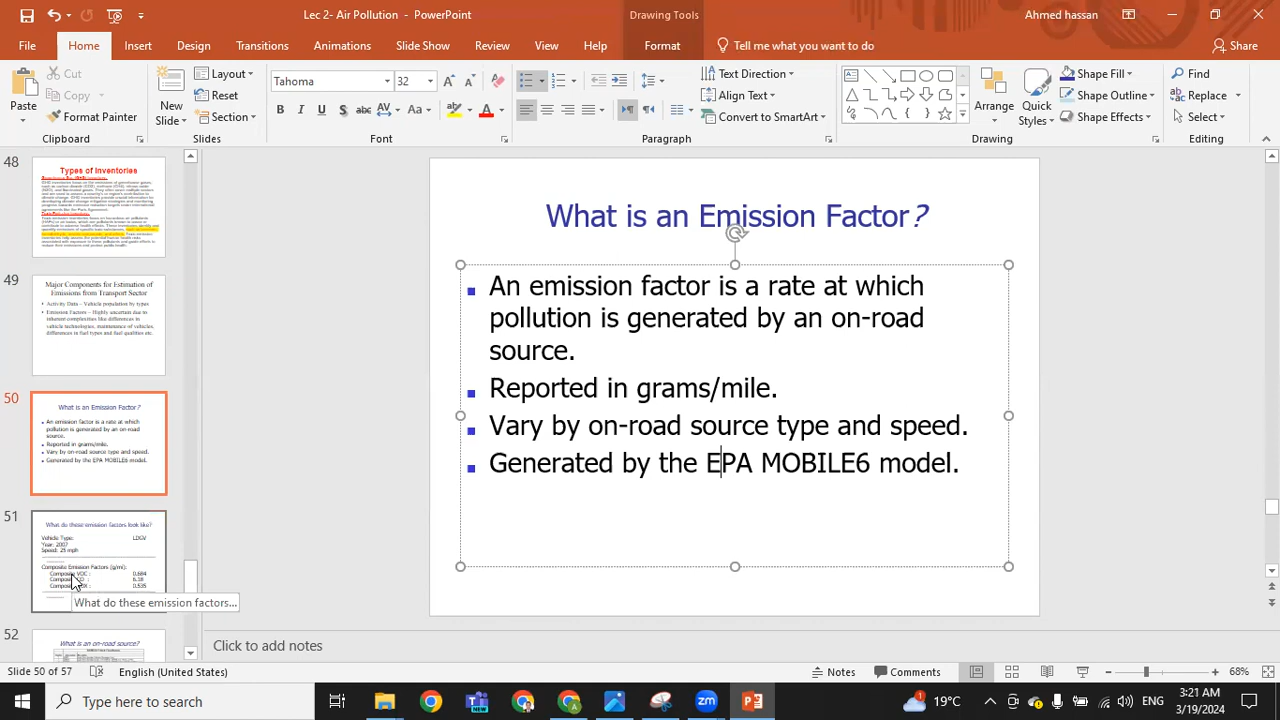 Lec 2- Air Pollution - PowerPoint
Drawing Tools
Ahmed hassan
File Home Insert Design Transitions Animations Slide Show Review View Help Format Tell me what you want to do Share
Paste
Cut
Copy
Format Painter
Clipboard
New Slide
Layout
Reset
Section
Slides
Tahoma 32
B I U S abc AV Aa
Font
Text Direction
Align Text
Convert to SmartArt
Paragraph
Arrange
Quick Styles
Shape Fill
Shape Outline
Shape Effects
Drawing
Find
Replace
Select
Editing
48
Types of Inventories
49
Major Components for Estimation of
Emissions from Transport Sector
• Activity Data – Vehicle population by types
• Emission Factors – Highly uncertain due to
inherent complexities like differences in
vehicle technologies, maintenance of vehicles,
differences in fuel types and fuel qualities etc.
50
What is an Emission Factor?
An emission factor is a rate at which
pollution is generated by an on-road
source.
Reported in grams/mile.
Vary by on-road source type and speed.
Generated by the EPA MOBILE6 model.
51
What do these emission factors look like?
Vehicle Type: LDGV
Year: 2007
Speed: 25 mph
Composite Emission Factors (g/mi):
Composite VOC : 0.684
6.18
0.535
What do these emission factors...
52
What is an on-road source?
What is an Emission Factor?
An emission factor is a rate at which
pollution is generated by an on-road
source.
Reported in grams/mile.
Vary by on-road source type and speed.
Generated by the EPA MOBILE6 model.
Click to add notes
Slide 50 of 57 English (United States) Notes Comments 68%
Type here to search
19°C ENG
3:21 AM
3/19/2024